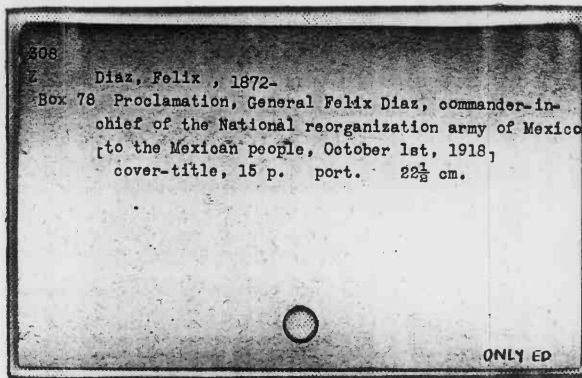 308
Z Diaz, Felix , 1872-
Box 78 Proclamation, General Felix Diaz, commander-in-
chief of the National reorganization army of Mexico
[to the Mexican people, October 1st, 1918]
cover-title, 15 p. port. 22½ cm.
ONLY ED